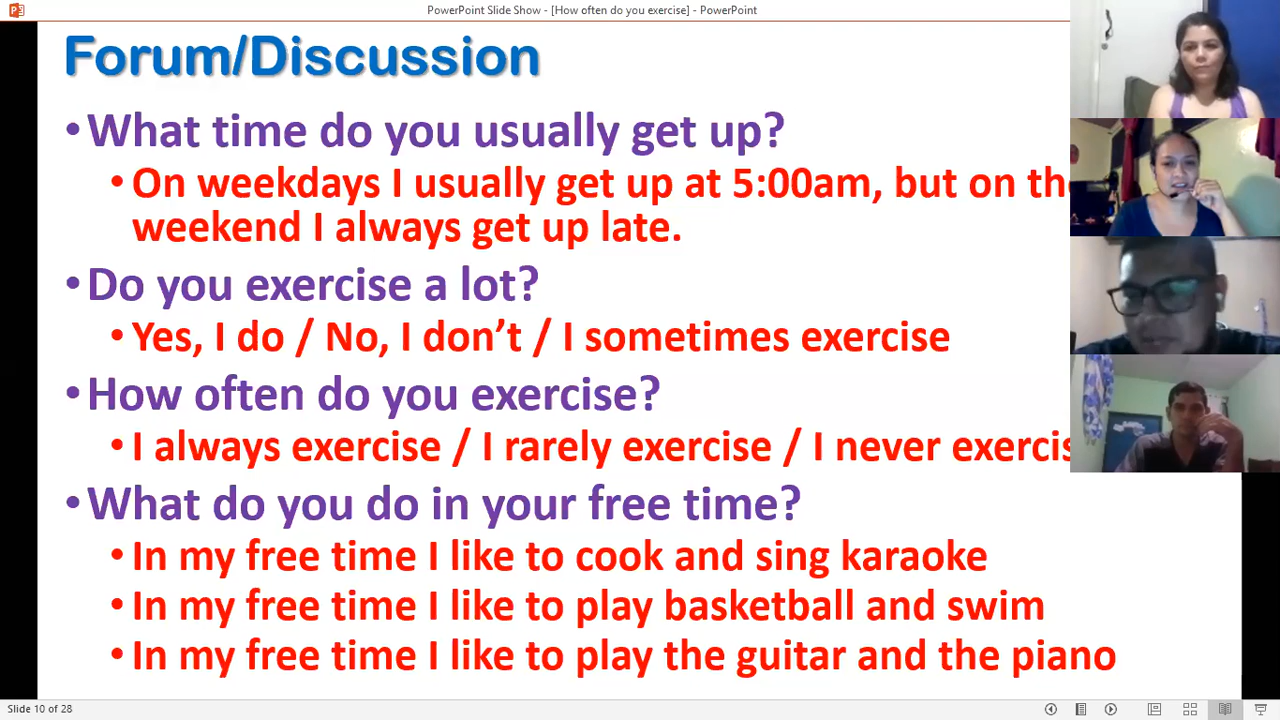 PowerPoint Slide Show - [How often do you exercise] - PowerPoint
Forum/Discussion
•What time do you usually get up?
•On weekdays I usually get up at 5:00am, but on the
weekend I always get up late.
•Do you exercise a lot?
•Yes, I do / No, I don’t / I sometimes exercise
•How often do you exercise?
•I always exercise / I rarely exercise / I never exercis
•What do you do in your free time?
•In my free time I like to cook and sing karaoke
•In my free time I like to play basketball and swim
•In my free time I like to play the guitar and the piano
Slide 10 of 28